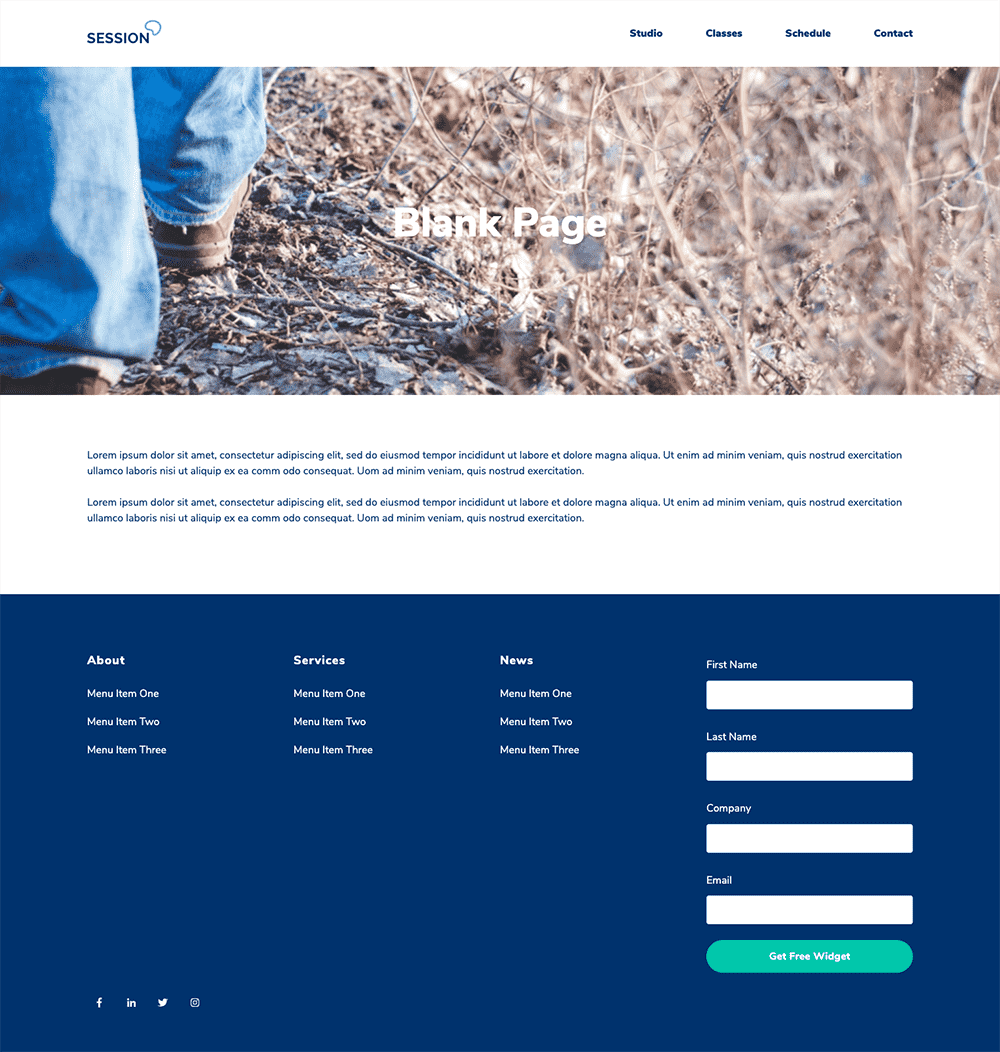 SESSION
Studio
Classes
Schedule
Contact
Blank Page
Lorem ipsum dolor sit amet, consectetur adipiscing elit, sed do eiusmod tempor incididunt ut labore et dolore magna aliqua. Ut enim ad minim veniam, quis nostrud exercitation
ullamco laboris nisi ut aliquip ex ea comm odo consequat. Uom ad minim veniam, quis nostrud exercitation.
Lorem ipsum dolor sit amet, consectetur adipiscing elit, sed do eiusmod tempor incididunt ut labore et dolore magna aliqua. Ut enim ad minim veniam, quis nostrud exercitation
ullamco laboris nisi ut aliquip ex ea comm odo consequat. Uom ad minim veniam, quis nostrud exercitation.
About
Menu Item One
Menu Item Two
Menu Item Three
Services
Menu Item One
Menu Item Two
Menu Item Three
News
Menu Item One
Menu Item Two
Menu Item Three
First Name
Last Name
Company
Email
Get Free Widget